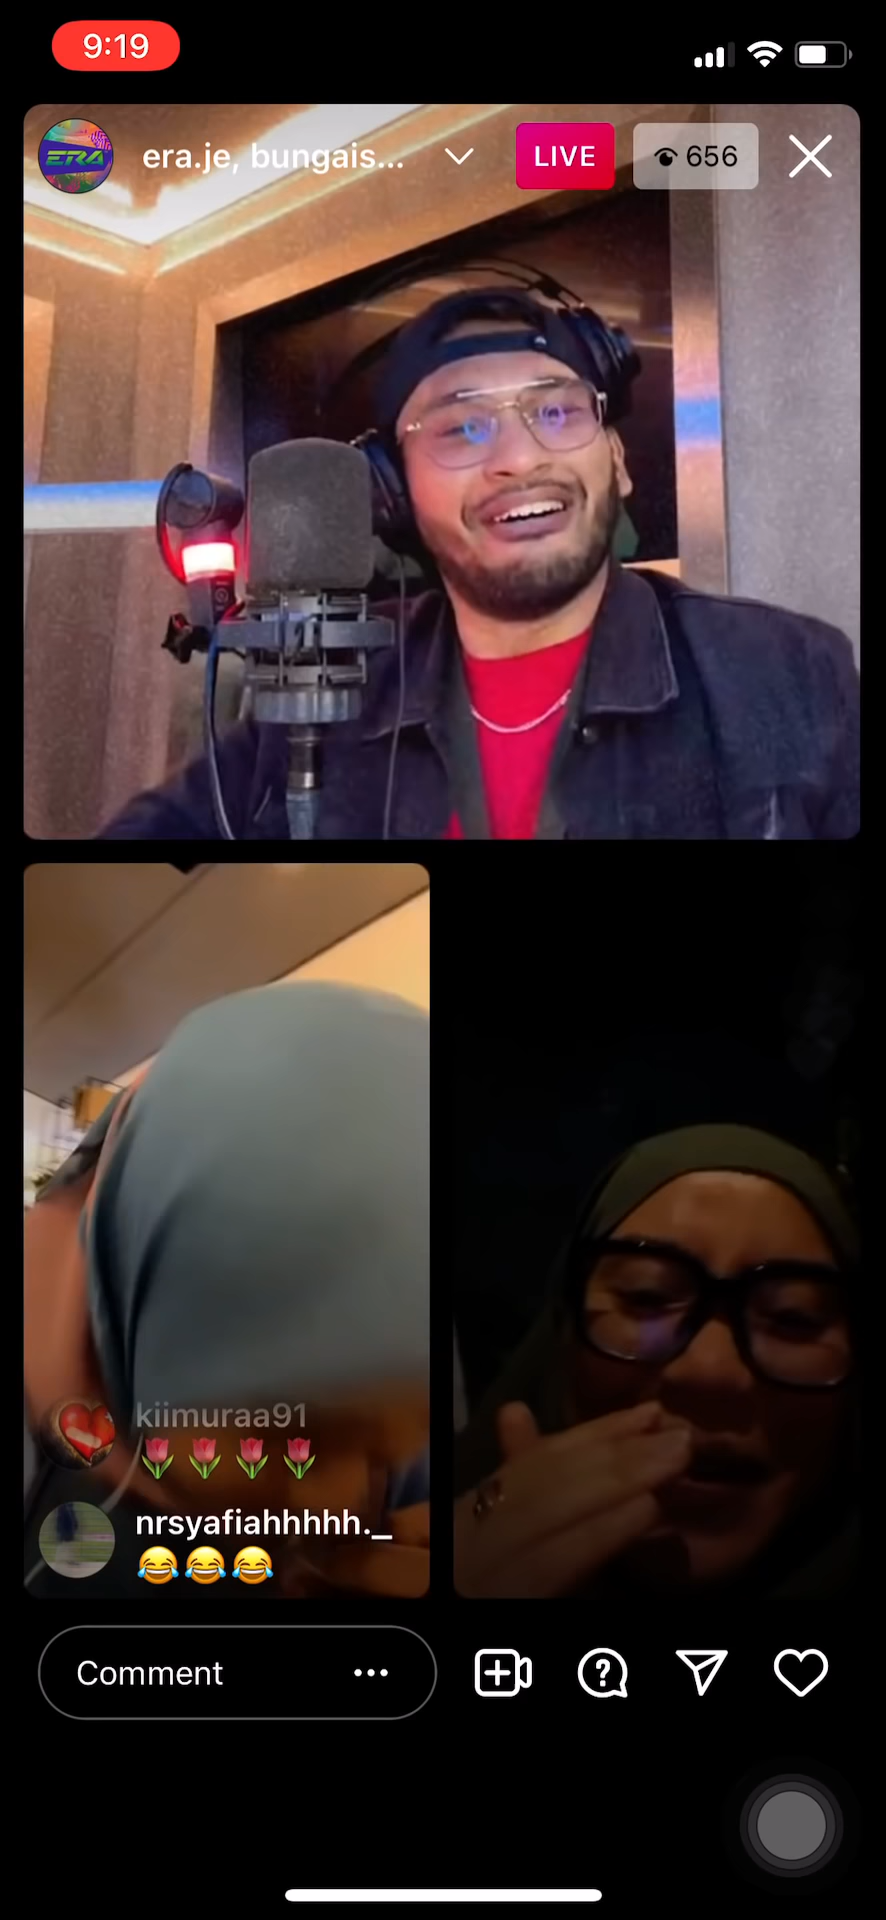 9:19
ERA
era.je, bungais...
LIVE
656
kiimuraa91
🌷🌷🌷🌷
nrsyafiahhhhh._
😂😂😂
Comment